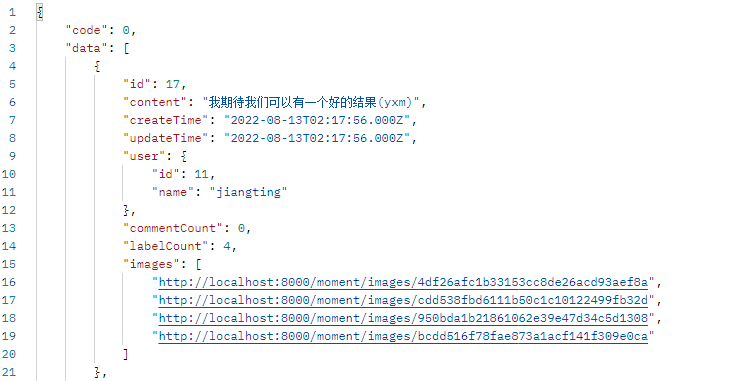 1 {
2     "code": 0,
3     "data": [
4         {
5             "id": 17,
6             "content": "我期待我们可以有一个好的结果(yxm)",
7             "createTime": "2022-08-13T02:17:56.000Z",
8             "updateTime": "2022-08-13T02:17:56.000Z",
9             "user": {
10                 "id": 11,
11                 "name": "jiangting"
12             },
13             "commentCount": 0,
14             "labelCount": 4,
15             "images": [
16                 "http://localhost:8000/moment/images/4df26afc1b33153cc8de26acd93aef8a",
17                 "http://localhost:8000/moment/images/cdd538fbd6111b50c1c10122499fb32d",
18                 "http://localhost:8000/moment/images/950bda1b21861062e39e47d34c5d1308",
19                 "http://localhost:8000/moment/images/bcdd516f78fae873a1acf141f309e0ca"
20             ]
21         },